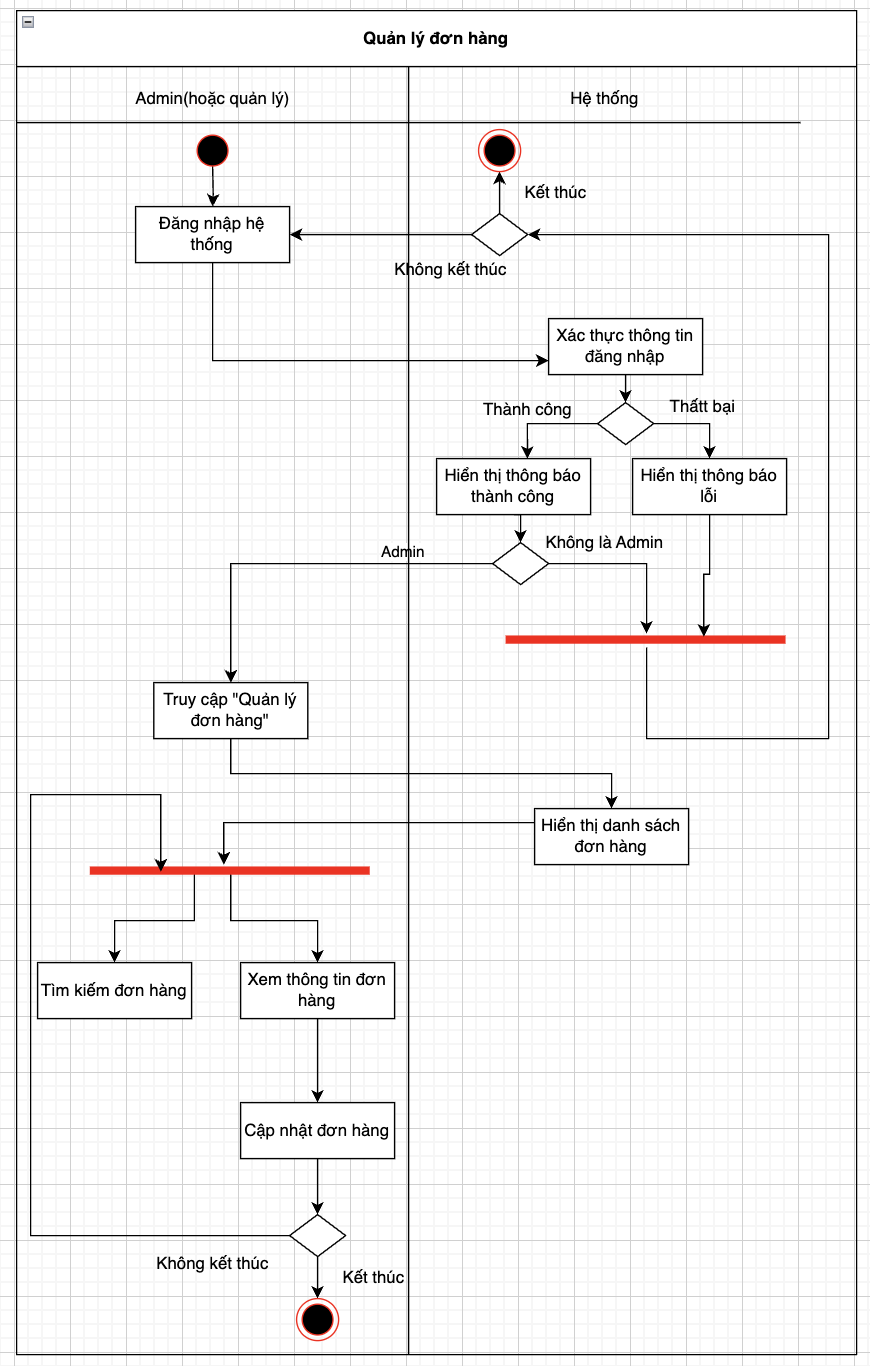 Quản lý đơn hàng
Admin(hoặc quản lý)
Hệ thống
Kết thúc
Đăng nhập hệ
thống
Không kết thúc
Xác thực thông tin
đăng nhập
Thành công
Thấtt bại
Hiển thị thông báo
thành công
Hiển thị thông báo
lỗi
Admin
Không là Admin
Truy cập "Quản lý
đơn hàng"
Hiển thị danh sách
đơn hàng
Tìm kiếm đơn hàng
Xem thông tin đơn
hàng
Cập nhật đơn hàng
Không kết thúc
Kết thúc